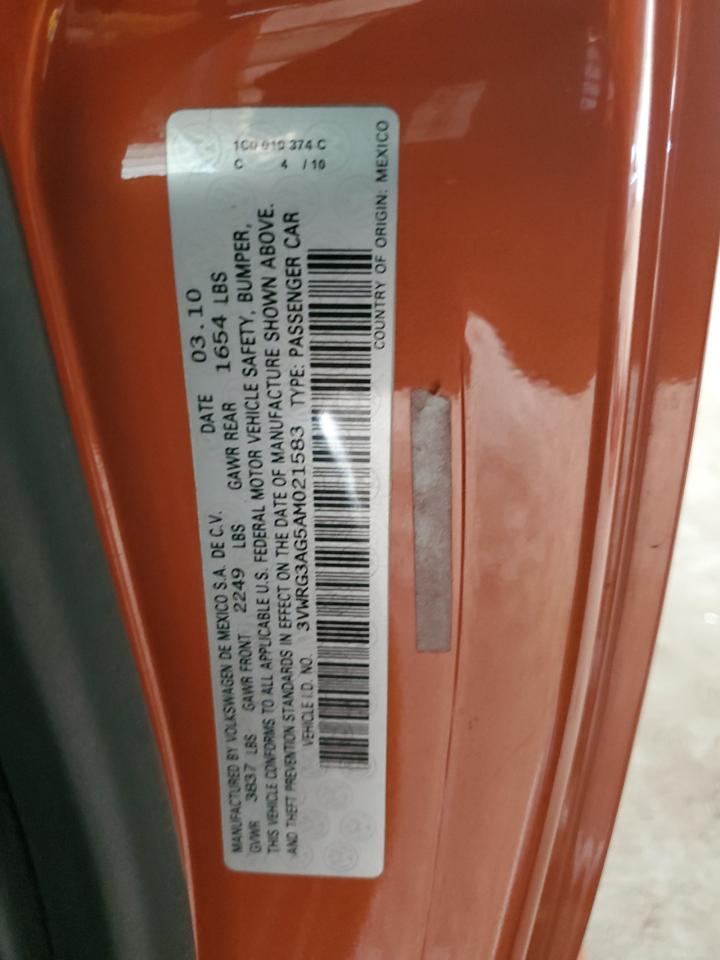 1C0 010 374 C
C 4 /10
MANUFACTURED BY VOLKSWAGEN DE MEXICO S.A. DE C.V. DATE 03.10
GVWR 3837 LBS GAWR FRONT 2249 LBS GAWR REAR 1654 LBS
THIS VEHICLE CONFORMS TO ALL APPLICABLE U.S. FEDERAL MOTOR VEHICLE SAFETY, BUMPER,
AND THEFT PREVENTION STANDARDS IN EFFECT ON THE DATE OF MANUFACTURE SHOWN ABOVE.
VEHICLE I.D. NO. 3VWRG3AG5AM021583 TYPE: PASSENGER CAR
COUNTRY OF ORIGIN: MEXICO